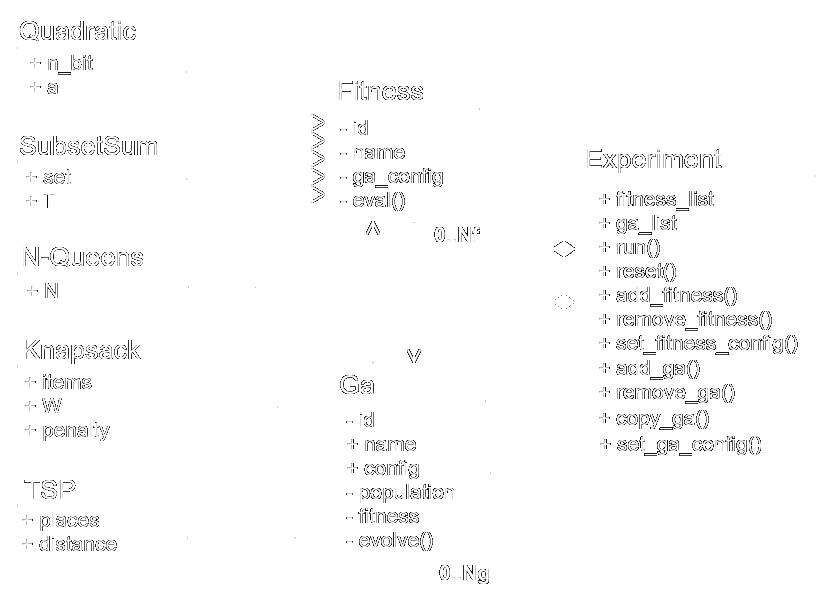 Quadratic
+ n_bit
+ a
SubsetSum
+ set
+ T
N-Queens
+ N
Knapsack
+ items
+ W
+ penalty
TSP
+ places
+ distance
Fitness
- id
- name
- ga_config
- eval()
0..Nf
Ga
- id
+ name
+ config
- population
- fitness
- evolve()
0..Ng
Experiment
+ fitness_list
+ ga_list
+ run()
+ reset()
+ add_fitness()
+ remove_fitness()
+ set_fitness_config()
+ add_ga()
+ remove_ga()
+ copy_ga()
+ set_ga_config()